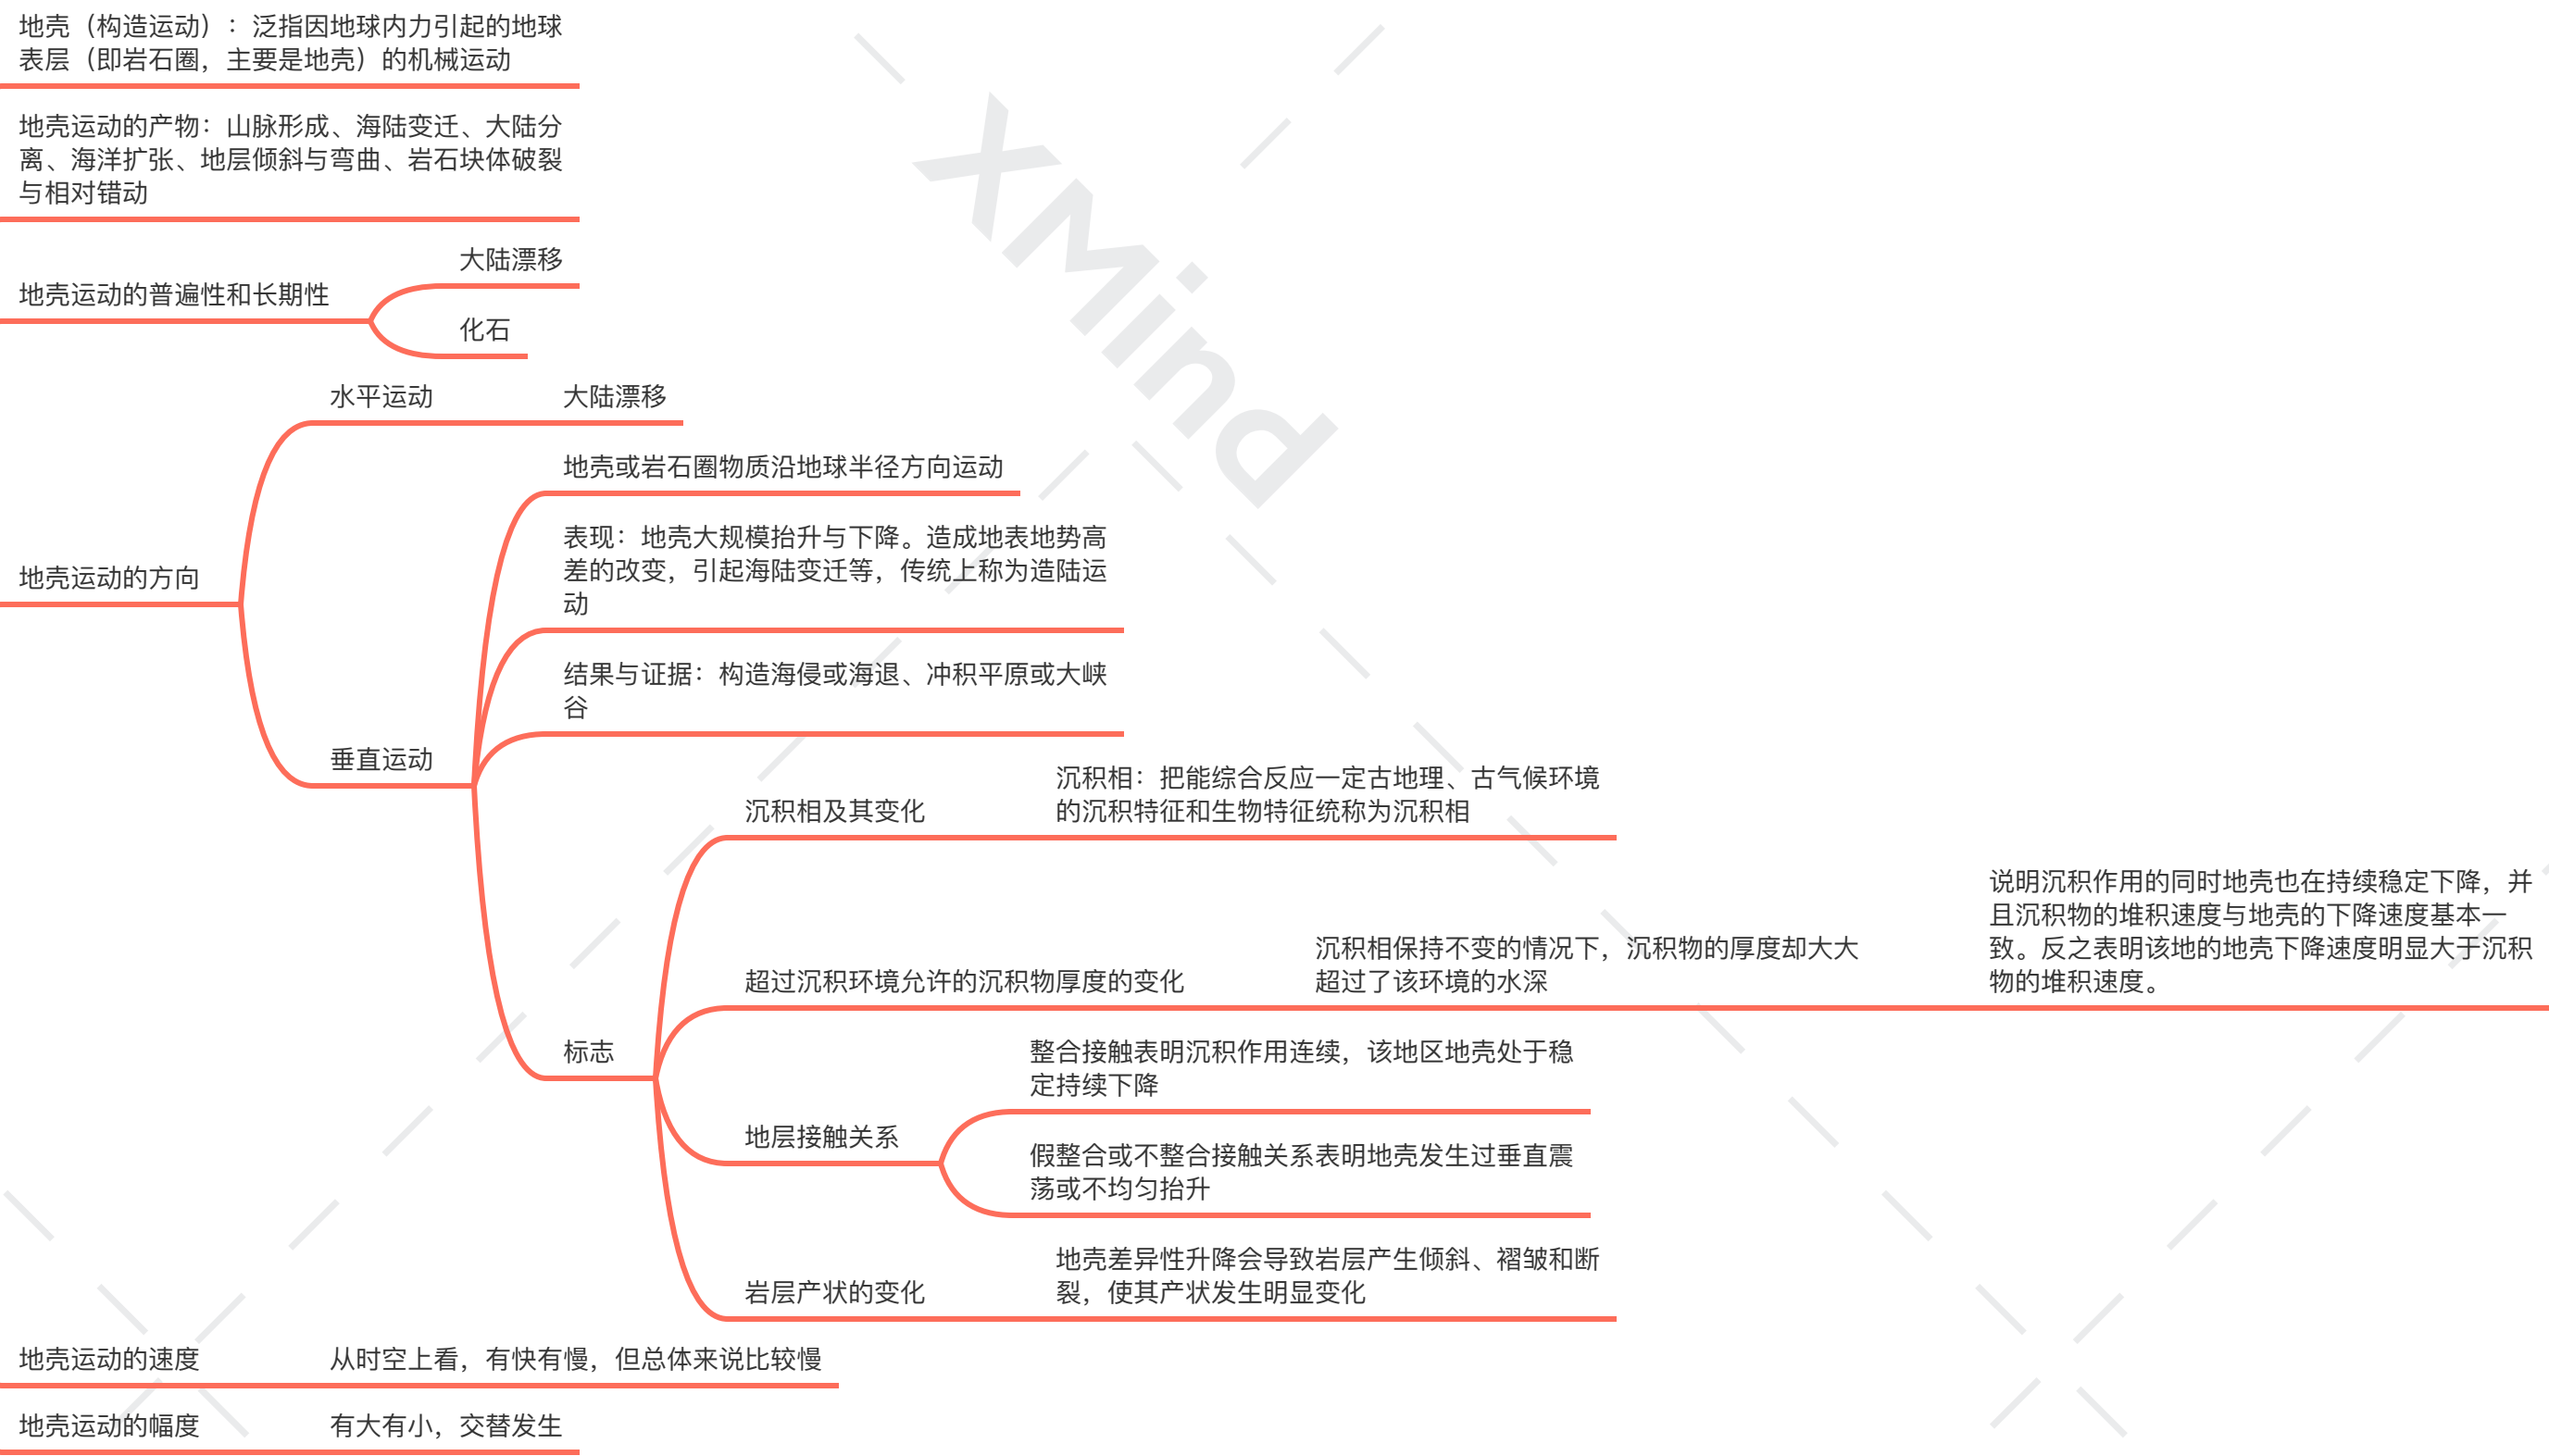 地壳（构造运动）：泛指因地球内力引起的地球
表层（即岩石圈，主要是地壳）的机械运动
地壳运动的产物：山脉形成、海陆变迁、大陆分
离、海洋扩张、地层倾斜与弯曲、岩石块体破裂
与相对错动
地壳运动的普遍性和长期性
大陆漂移
化石
地壳运动的方向
水平运动
大陆漂移
垂直运动
地壳或岩石圈物质沿地球半径方向运动
表现：地壳大规模抬升与下降。造成地表地势高
差的改变，引起海陆变迁等，传统上称为造陆运
动
结果与证据：构造海侵或海退、冲积平原或大峡
谷
标志
沉积相及其变化
沉积相：把能综合反应一定古地理、古气候环境
的沉积特征和生物特征统称为沉积相
超过沉积环境允许的沉积物厚度的变化
沉积相保持不变的情况下，沉积物的厚度却大大
超过了该环境的水深
说明沉积作用的同时地壳也在持续稳定下降，并
且沉积物的堆积速度与地壳的下降速度基本一
致。反之表明该地的地壳下降速度明显大于沉积
物的堆积速度。
地层接触关系
整合接触表明沉积作用连续，该地区地壳处于稳
定持续下降
假整合或不整合接触关系表明地壳发生过垂直震
荡或不均匀抬升
岩层产状的变化
地壳差异性升降会导致岩层产生倾斜、褶皱和断
裂，使其产状发生明显变化
地壳运动的速度
从时空上看，有快有慢，但总体来说比较慢
地壳运动的幅度
有大有小，交替发生
XMind